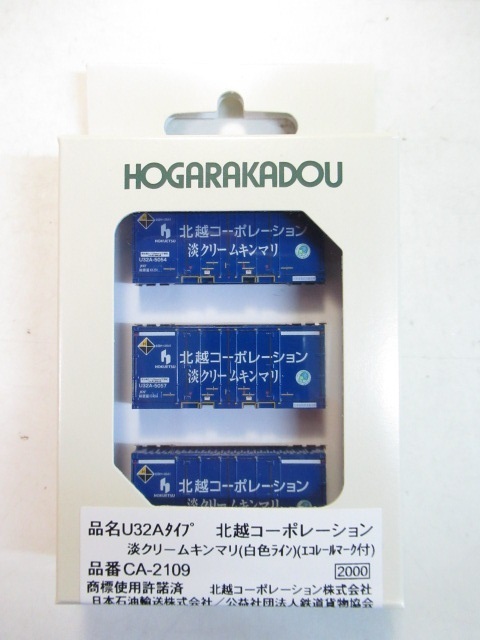 HOGARAKADOU
北越コーポレーション
淡クリームキンマリ
HOKUETSU
U32A-5054
北越コーポレーション
淡クリームキンマリ
HOKUETSU
U32A-5057
北越コーポレーション
淡クリームキンマリ
HOKUETSU
品名U32Aタイプ 北越コーポレーション
淡クリームキンマリ(白色ライン)(エコレールマーク付)
品番CA-2109 2000
商標使用許諾済 北越コーポレーション株式会社
日本石油輸送株式会社/公益社団法人鉄道貨物協会